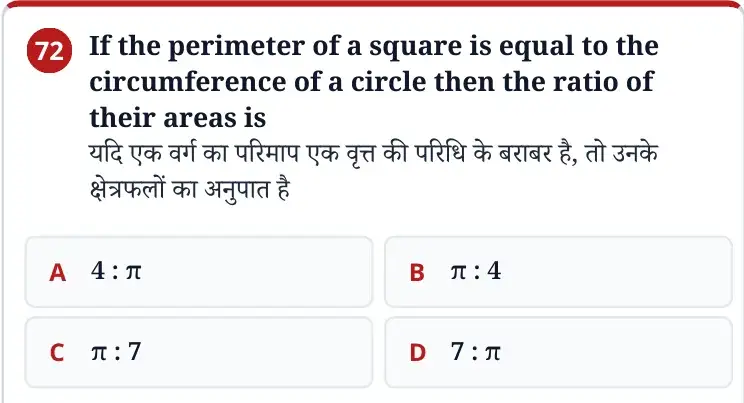 72 If the perimeter of a square is equal to the
circumference of a circle then the ratio of
their areas is
यदि एक वर्ग का परिमाप एक वृत्त की परिधि के बराबर है, तो उनके
क्षेत्रफलों का अनुपात है
A 4 : π
B π : 4
C π : 7
D 7 : π